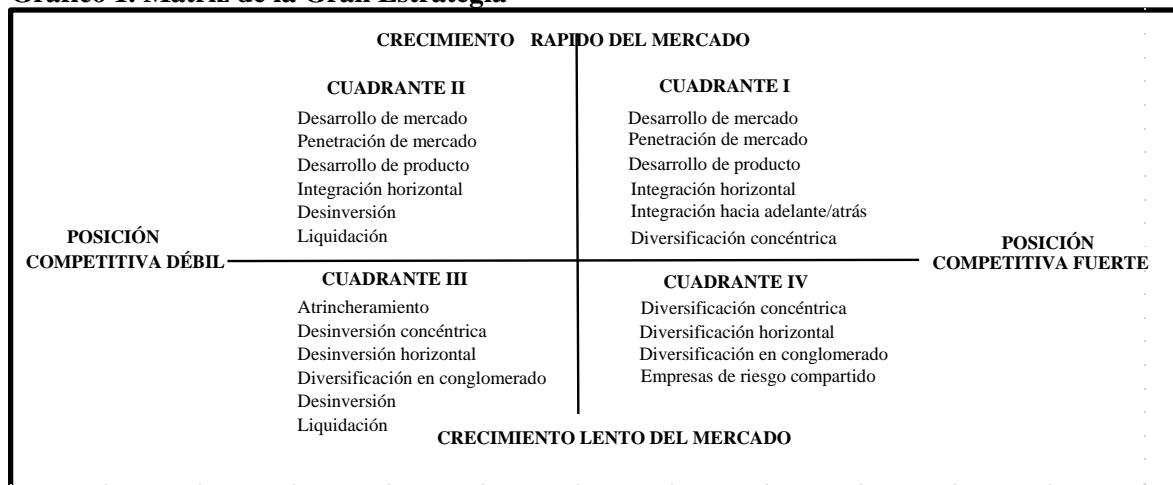 Gráfico 1. Matriz de la Gran Estrategia
CRECIMIENTO RAPIDO DEL MERCADO
CUADRANTE II
Desarrollo de mercado
Penetración de mercado
Desarrollo de producto
Integración horizontal
Desinversión
Liquidación
CUADRANTE I
Desarrollo de mercado
Penetración de mercado
Desarrollo de producto
Integración horizontal
Integración hacia adelante/atrás
Diversificación concéntrica
POSICIÓN
COMPETITIVA DÉBIL
POSICIÓN
COMPETITIVA FUERTE
CUADRANTE III
Atrincheramiento
Desinversión concéntrica
Desinversión horizontal
Diversificación en conglomerado
Desinversión
Liquidación
CUADRANTE IV
Diversificación concéntrica
Diversificación horizontal
Diversificación en conglomerado
Empresas de riesgo compartido
CRECIMIENTO LENTO DEL MERCADO